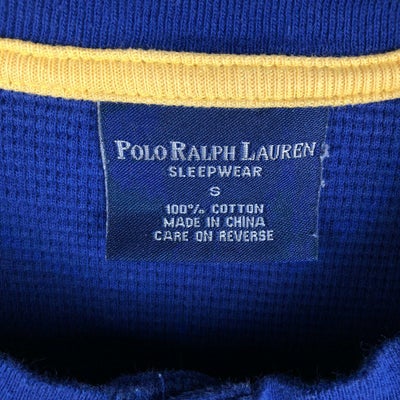 POLO RALPH LAUREN
SLEEPWEAR
S
100% COTTON
MADE IN CHINA
CARE ON REVERSE